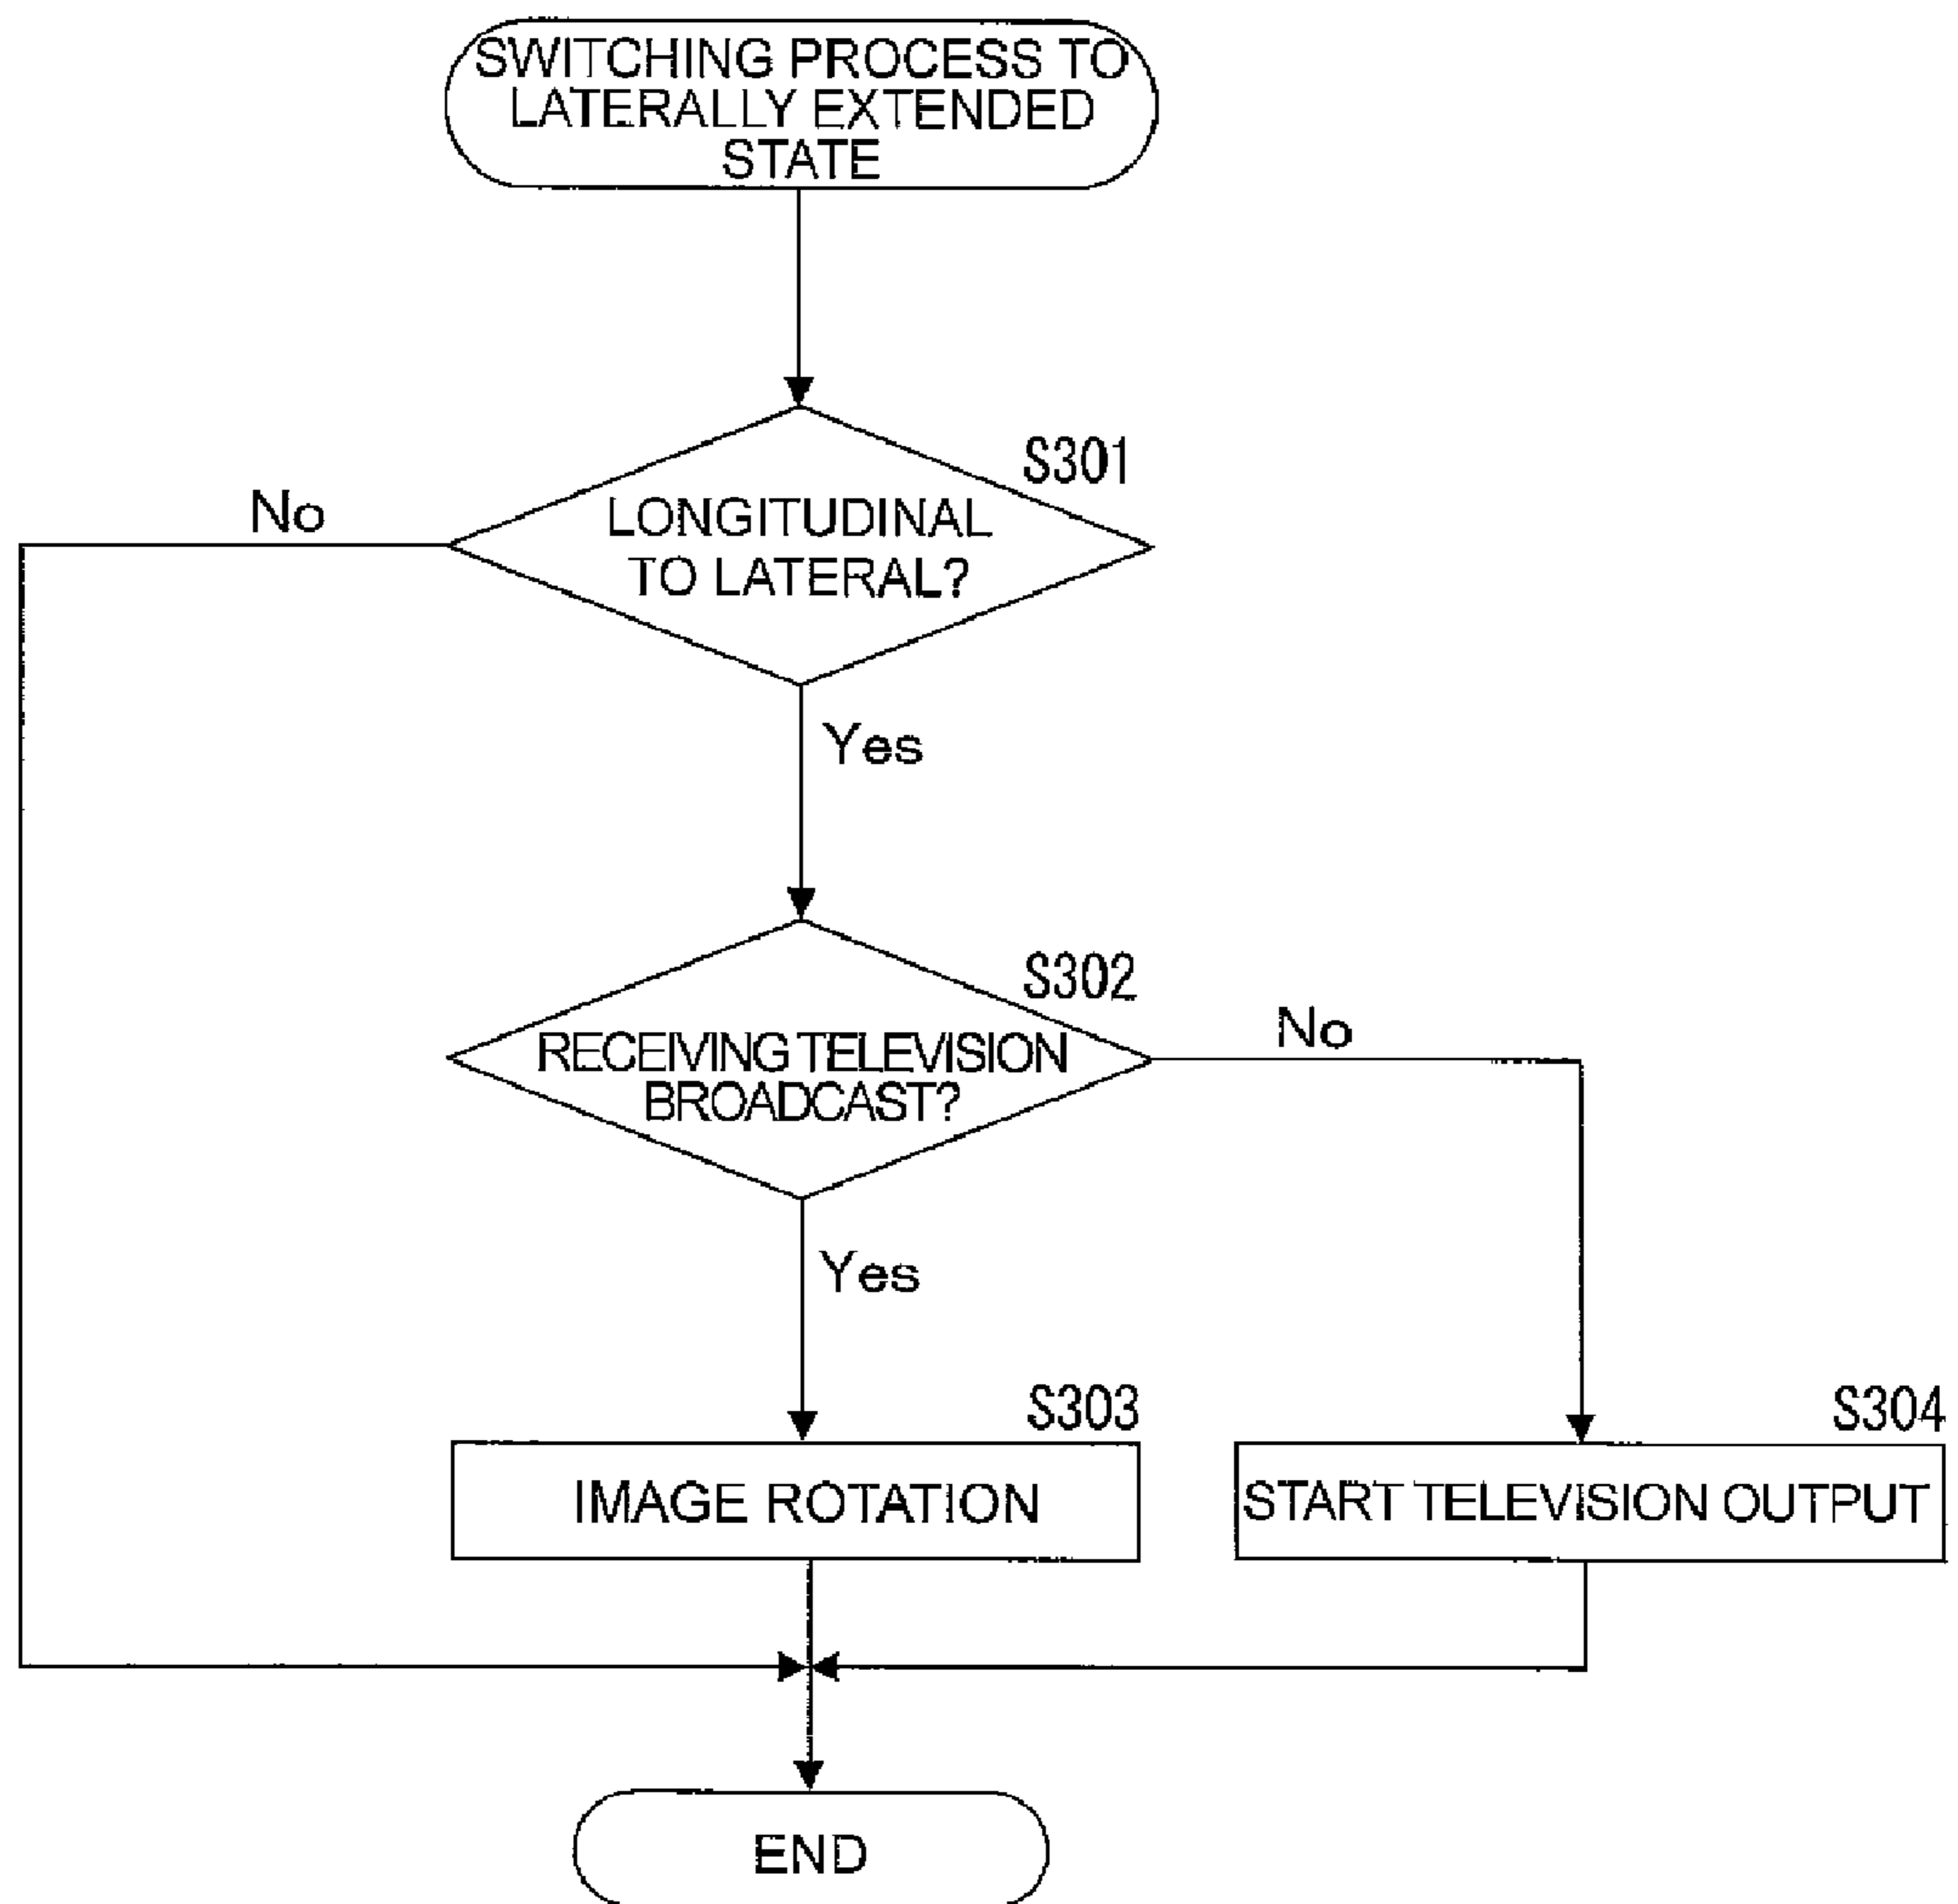 SWITCHING PROCESS TO
LATERALLY EXTENDED
STATE
S301
No
LONGITUDINAL
TO LATERAL?
Yes
S302
No
RECEIVING TELEVISION
BROADCAST?
Yes
S303
S304
IMAGE ROTATION
START TELEVISION OUTPUT
END